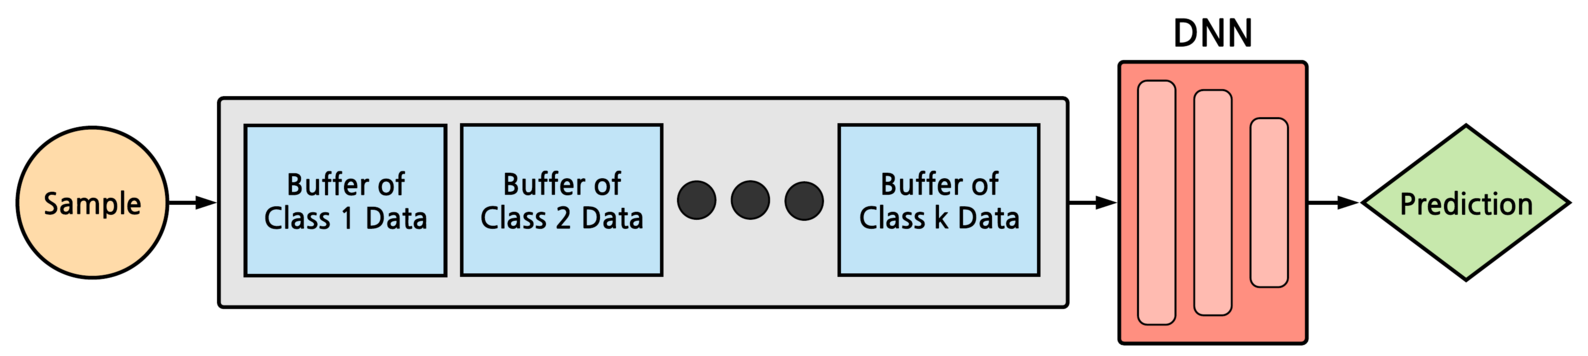 DNN
Sample
Buffer of
Class 1 Data
Buffer of
Class 2 Data
Buffer of
Class k Data
Prediction